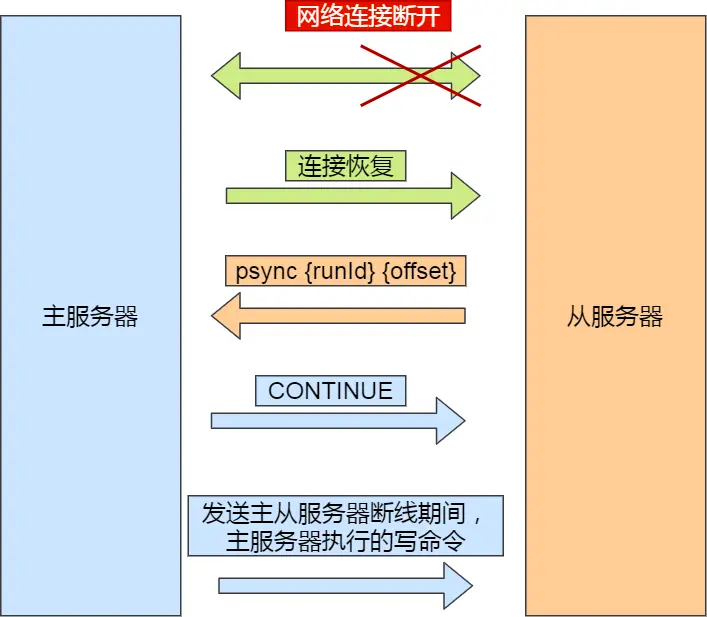 网络连接断开
连接恢复
psync {runId} {offset}
主服务器
从服务器
CONTINUE
发送主从服务器断线期间，
主服务器执行的写命令